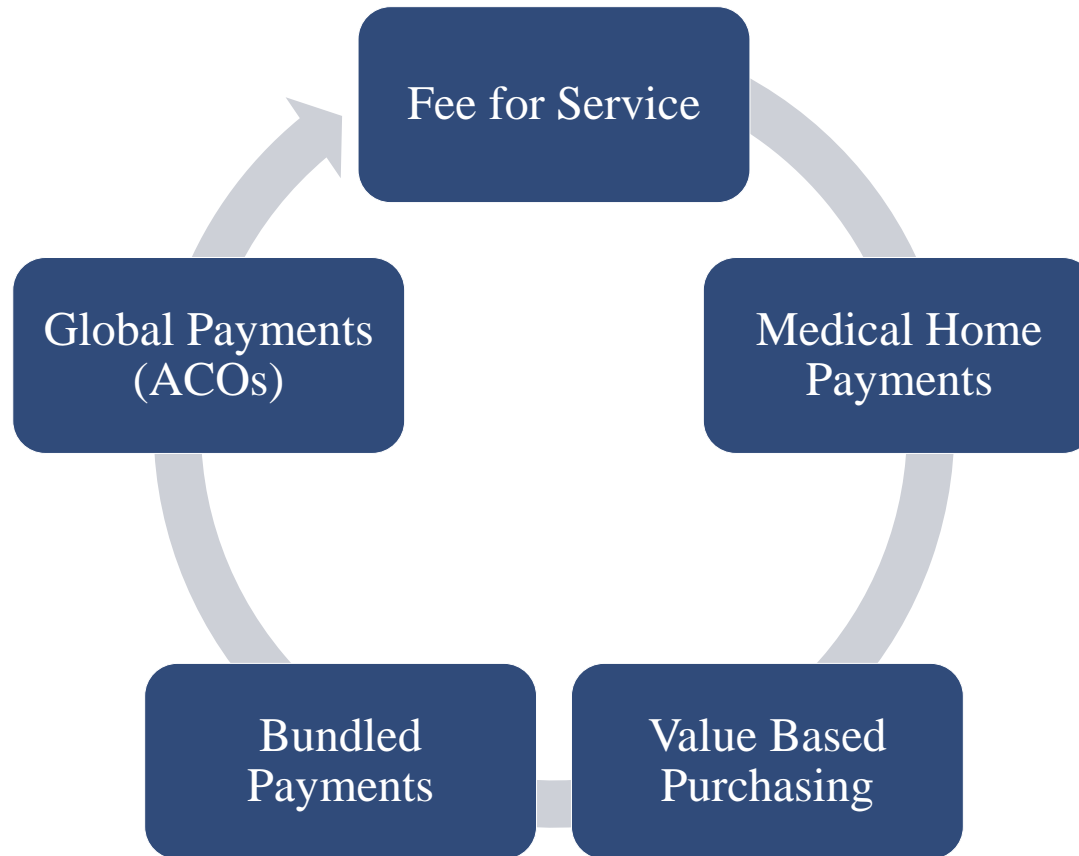 Fee for Service
Medical Home
Payments
Value Based
Purchasing
Bundled
Payments
Global Payments
(ACOs)